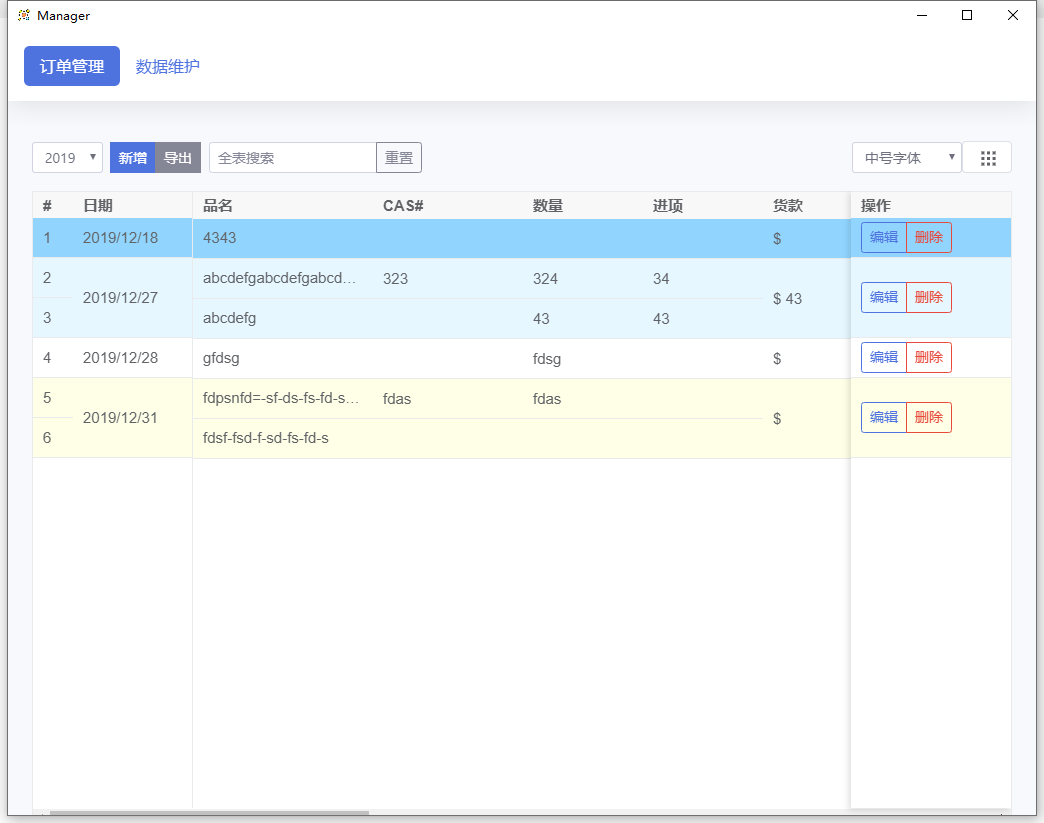 Manager
订单管理 数据维护
2019 新增 导出 全表搜索 重置 中号字体
# 日期 品名 CAS# 数量 进项 货款 操作
1 2019/12/18 4343 $ 编辑 删除
2 2019/12/27 abcdefgabcdefgabcd... 323 324 34 $ 43 编辑 删除
3 abcdefg 43 43
4 2019/12/28 gfdsg fdsg $ 编辑 删除
5 2019/12/31 fdpsnfd=-sf-ds-fs-fd-s... fdas fdas $ 编辑 删除
6 fdsf-fsd-f-sd-fs-fd-s